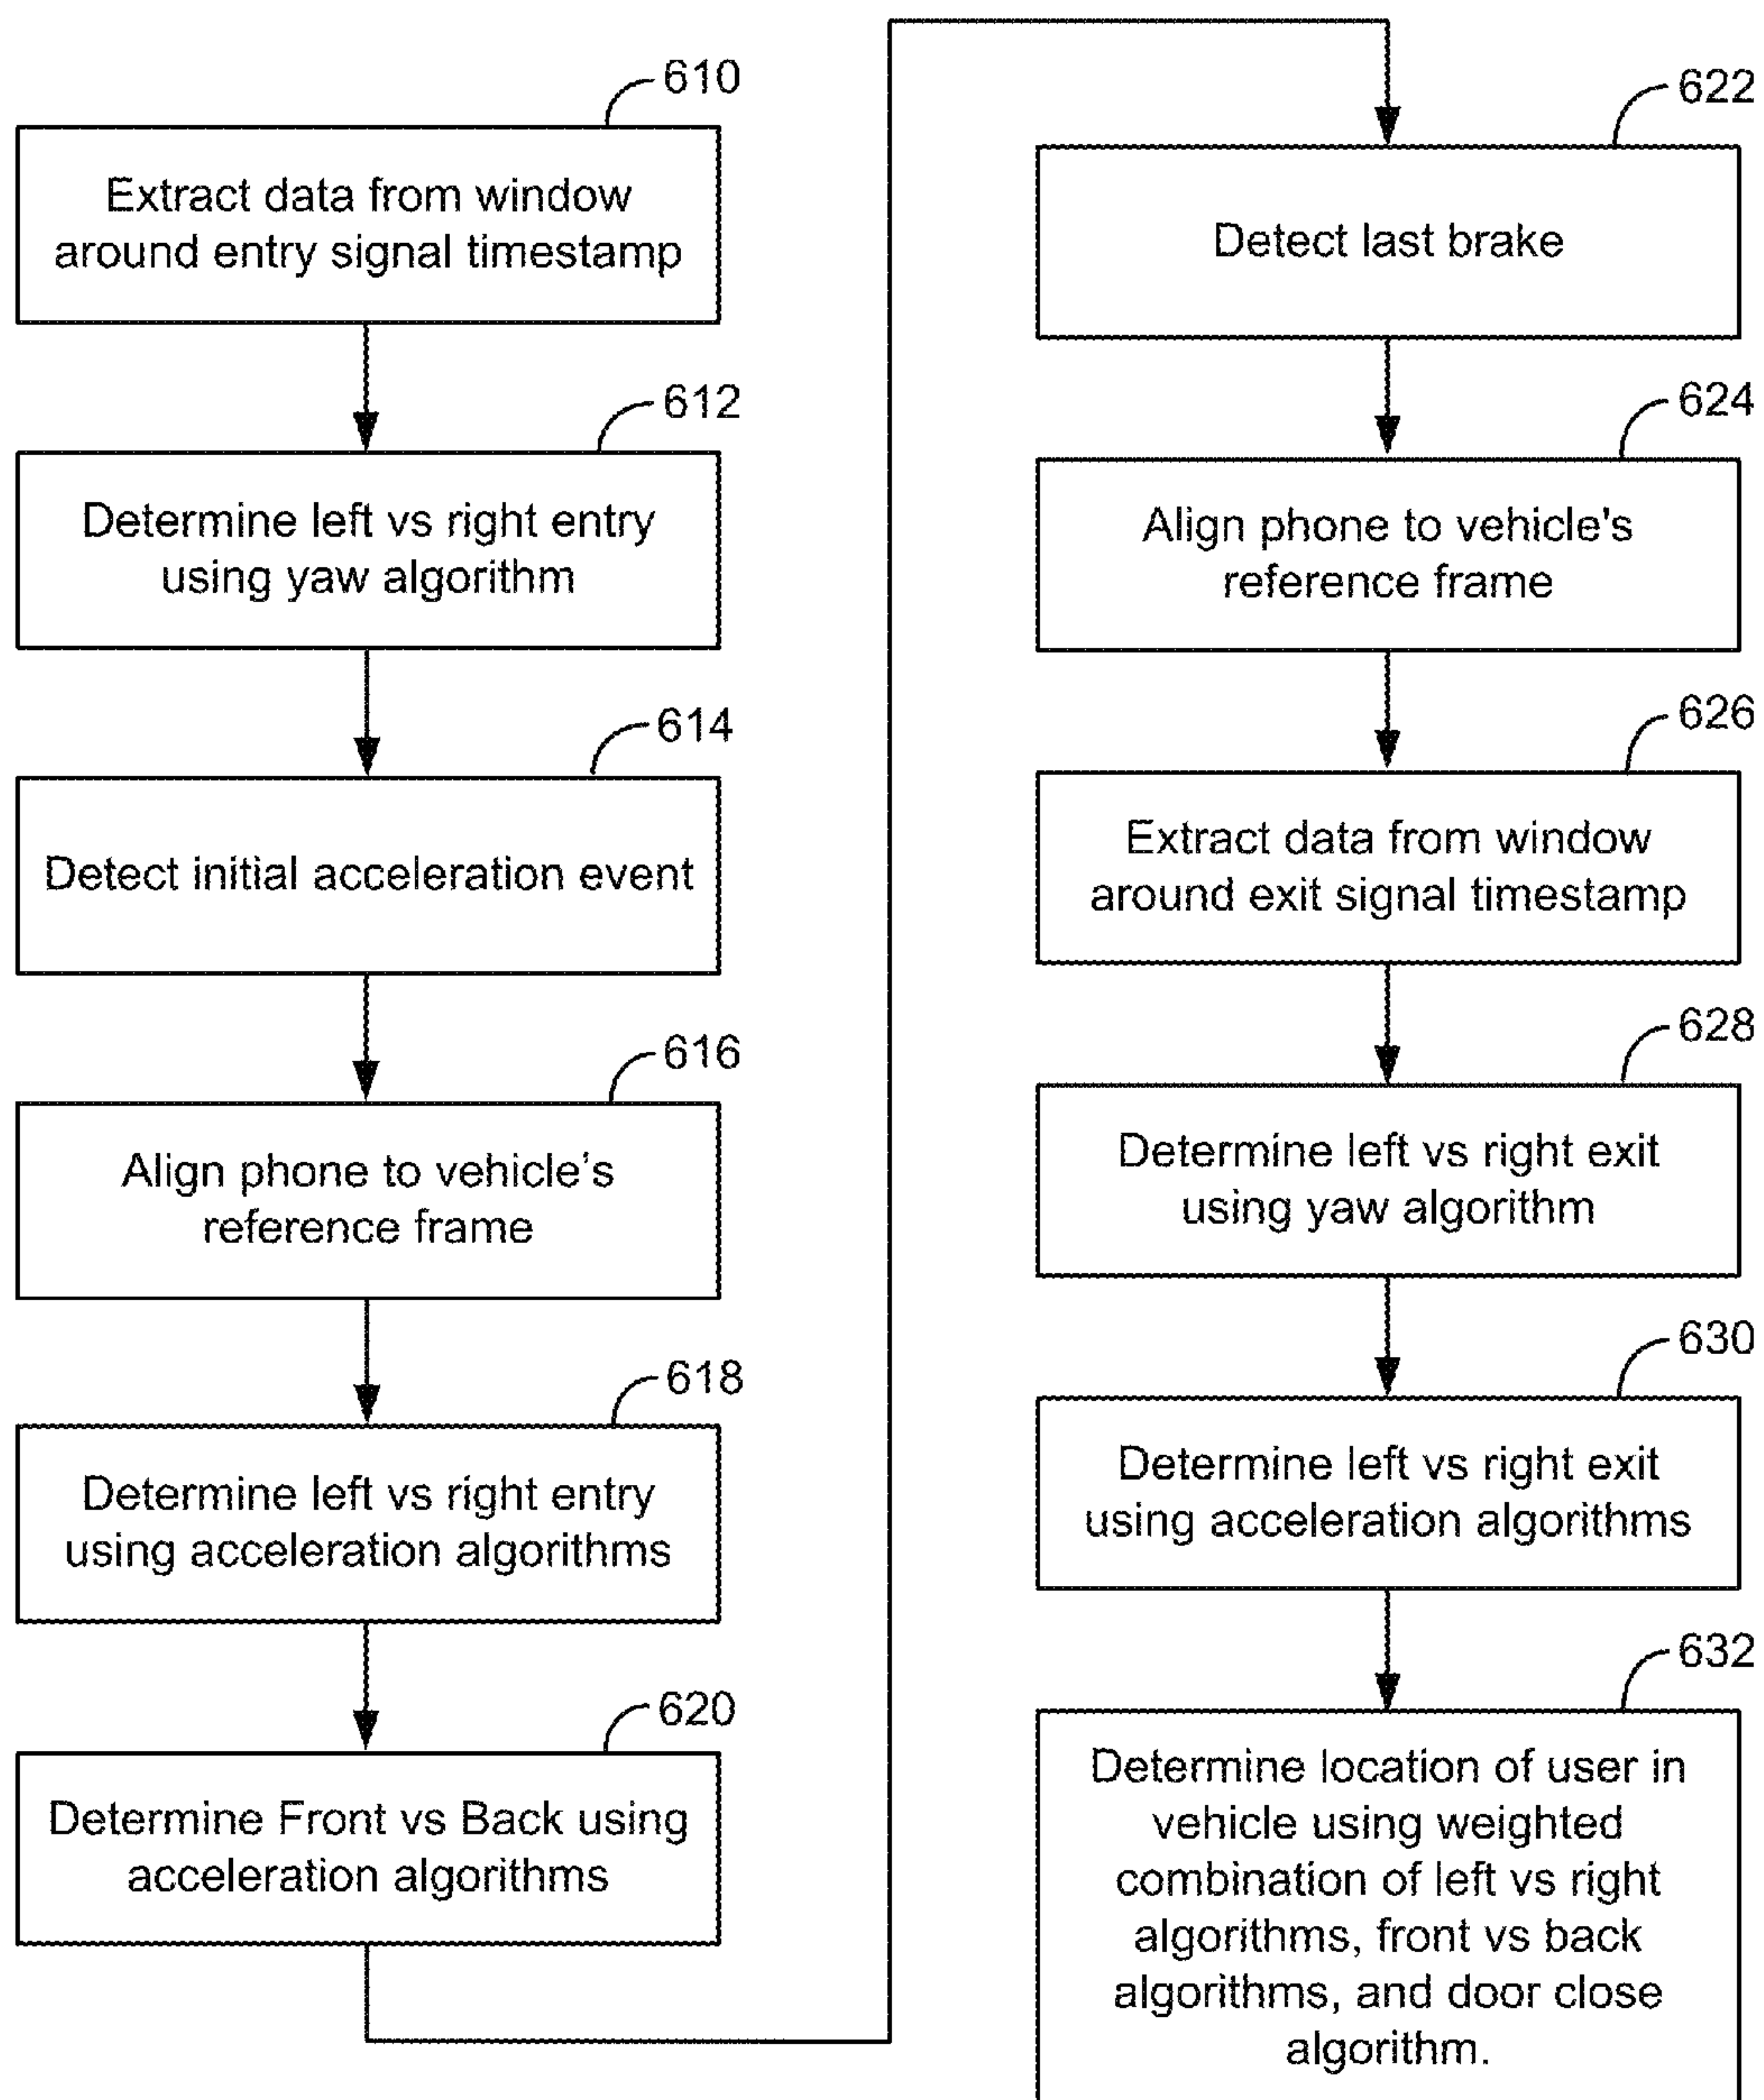 610
Extract data from window
around entry signal timestamp
612
Determine left vs right entry
using yaw algorithm
614
Detect initial acceleration event
616
Align phone to vehicle’s
reference frame
618
Determine left vs right entry
using acceleration algorithms
620
Determine Front vs Back using
acceleration algorithms
622
Detect last brake
624
Align phone to vehicle's
reference frame
626
Extract data from window
around exit signal timestamp
628
Determine left vs right exit
using yaw algorithm
630
Determine left vs right exit
using acceleration algorithms
632
Determine location of user in
vehicle using weighted
combination of left vs right
algorithms, front vs back
algorithms, and door close
algorithm.